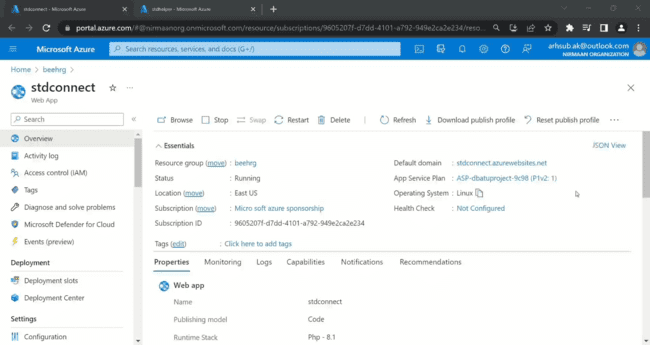 stdconnect - Microsoft Azure
stdhelper - Microsoft Azure
portal.azure.com/#@nirmaanorg.onmicrosoft.com/resource/subscriptions/9605207f-d7dd-4101-a792-949e2ca2e234/reso...
Incognito
Microsoft Azure
Search resources, services, and docs (G+/)
arhsub.ak@outlook.com
NIRMAAN ORGANIZATION
Home > beehrg >
stdconnect
Web App
Search
Browse Stop Swap Restart Delete Refresh Download publish profile Reset publish profile ...
Overview
Activity log
Access control (IAM)
Tags
Diagnose and solve problems
Microsoft Defender for Cloud
Events (preview)
Deployment
Deployment slots
Deployment Center
Settings
Configuration
Essentials
JSON View
Resource group (move) : beehrg
Status : Running
Location (move) : East US
Subscription (move) : Micro soft azure sponsorship
Subscription ID : 9605207f-d7dd-4101-a792-949e2ca2e234
Default domain : stdconnect.azurewebsites.net
App Service Plan : ASP-dbatuproject-9c98 (P1v2: 1)
Operating System : Linux
Health Check : Not Configured
Tags (edit) : Click here to add tags
Properties Monitoring Logs Capabilities Notifications Recommendations
Web app
Name stdconnect
Publishing model Code
Runtime Stack Php - 8.1